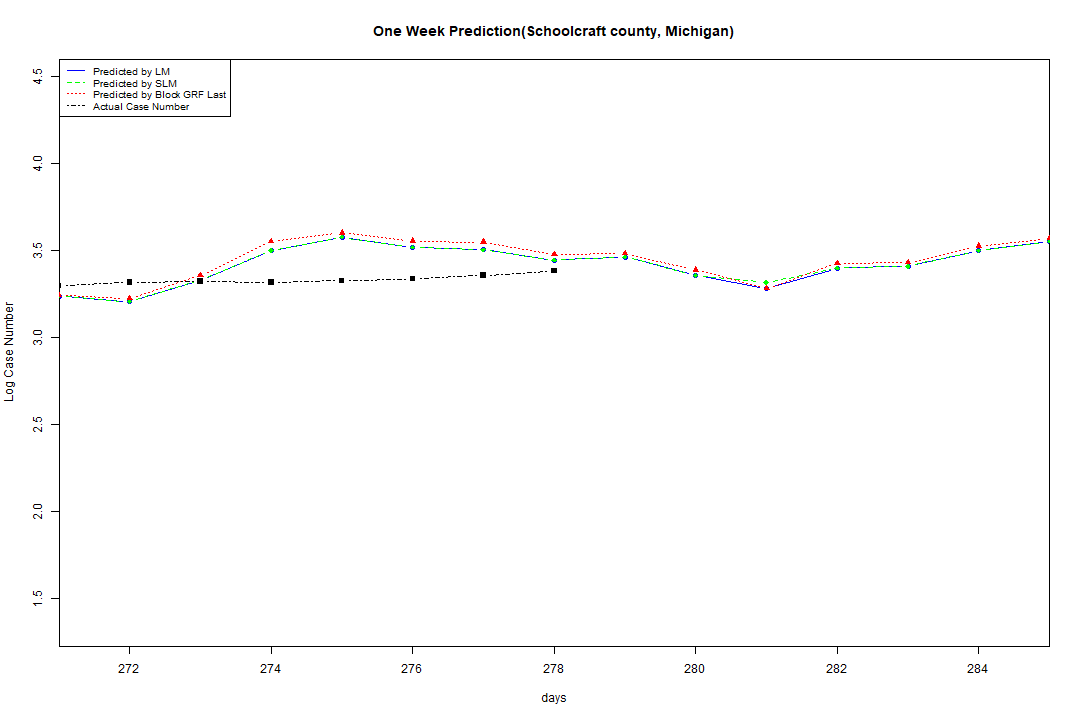 One Week Prediction(Schoolcraft county, Michigan)
Predicted by LM
Predicted by SLM
Predicted by Block GRF Last
Actual Case Number
4.5
4.0
3.5
3.0
2.5
2.0
1.5
Log Case Number
272 274 276 278 280 282 284
days